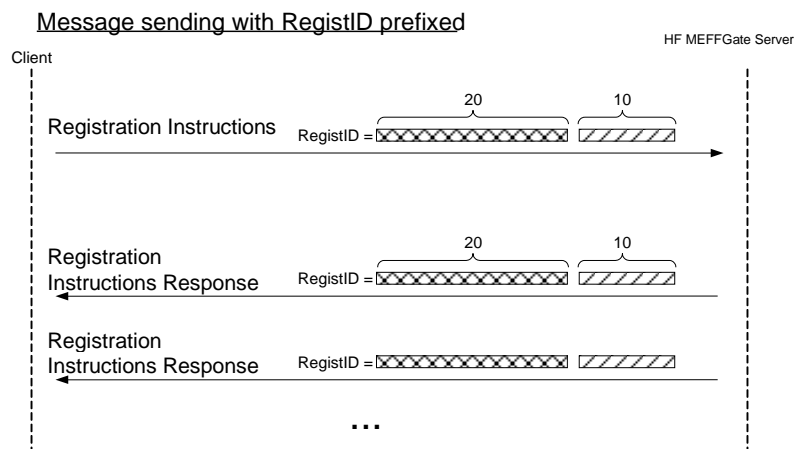 Message sending with RegistID prefixed
HF MEFFGate Server
Client
20 10
Registration Instructions RegistID =
20 10
Registration
Instructions Response RegistID =
Registration
Instructions Response RegistID =
...